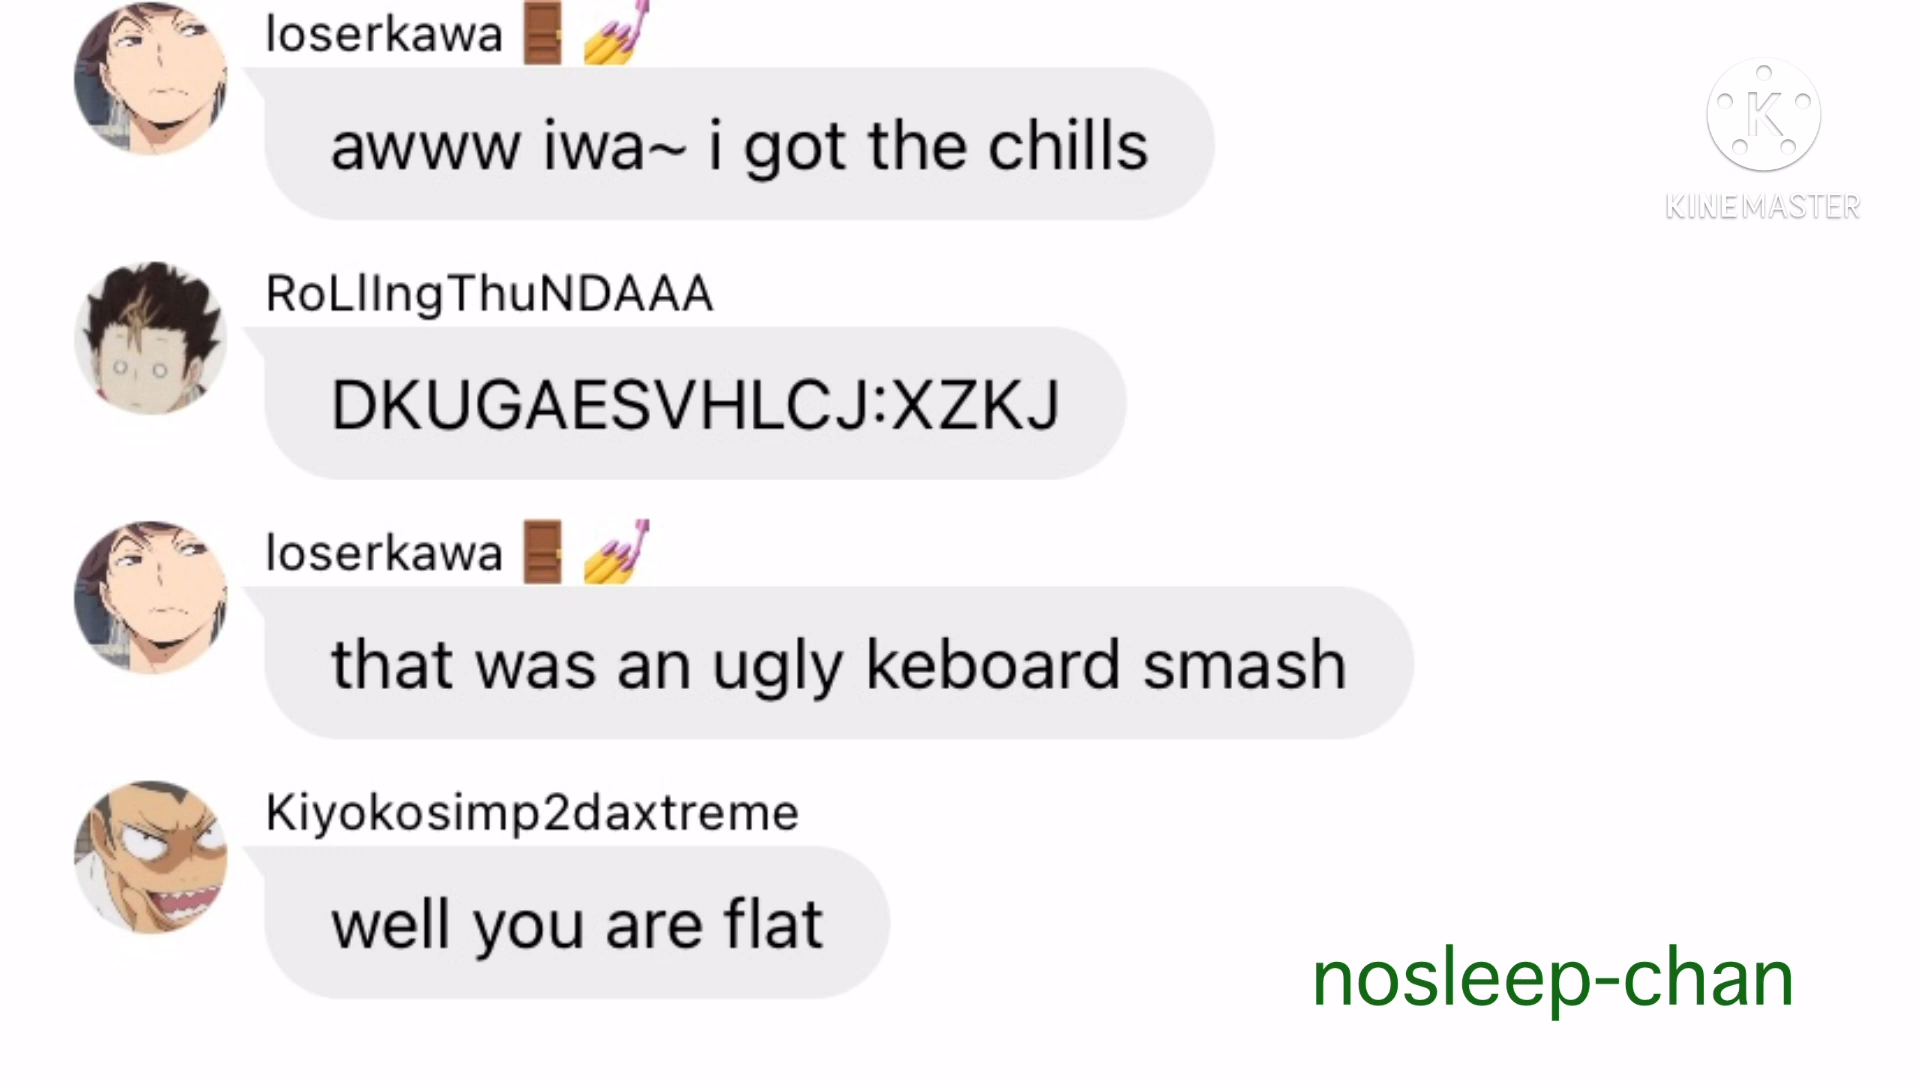 loserkawa🚪💅
awww iwa~ i got the chills
K
KINEMASTER
RoLlIngThuNDAAA
DKUGAESVHLCJ:XZKJ
loserkawa🚪💅
that was an ugly keboard smash
Kiyokosimp2daxtreme
well you are flat
nosleep-chan